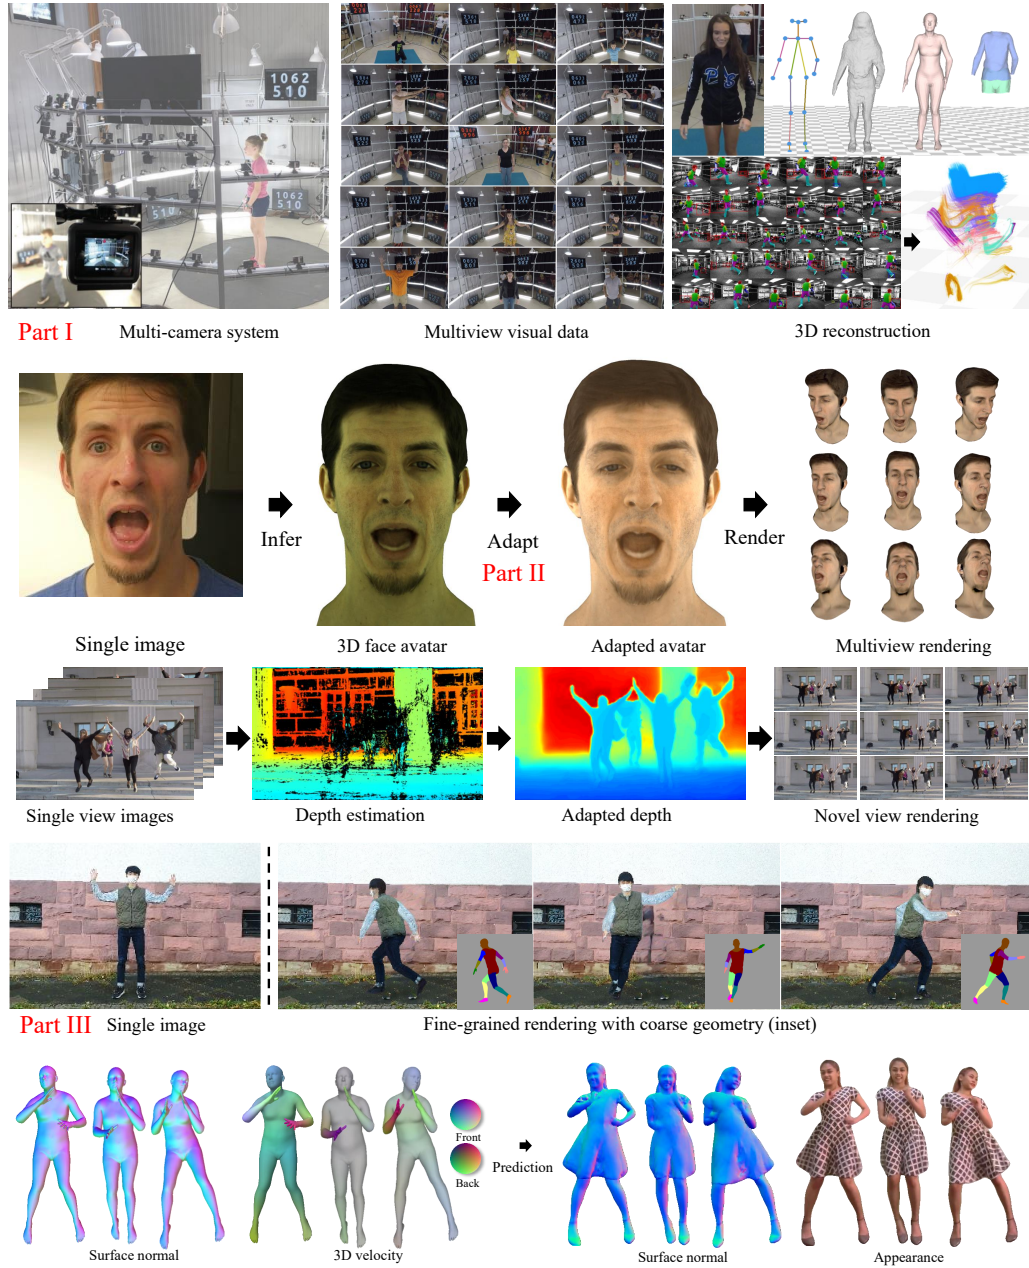 1062
510
510
1062
510
Part I
Multi-camera system
Multiview visual data
3D reconstruction
Infer
Adapt
Part II
Render
Single image
3D face avatar
Adapted avatar
Multiview rendering
Single view images
Depth estimation
Adapted depth
Novel view rendering
Part III
Single image
Fine-grained rendering with coarse geometry (inset)
Front
Back
Prediction
Surface normal
3D velocity
Surface normal
Appearance